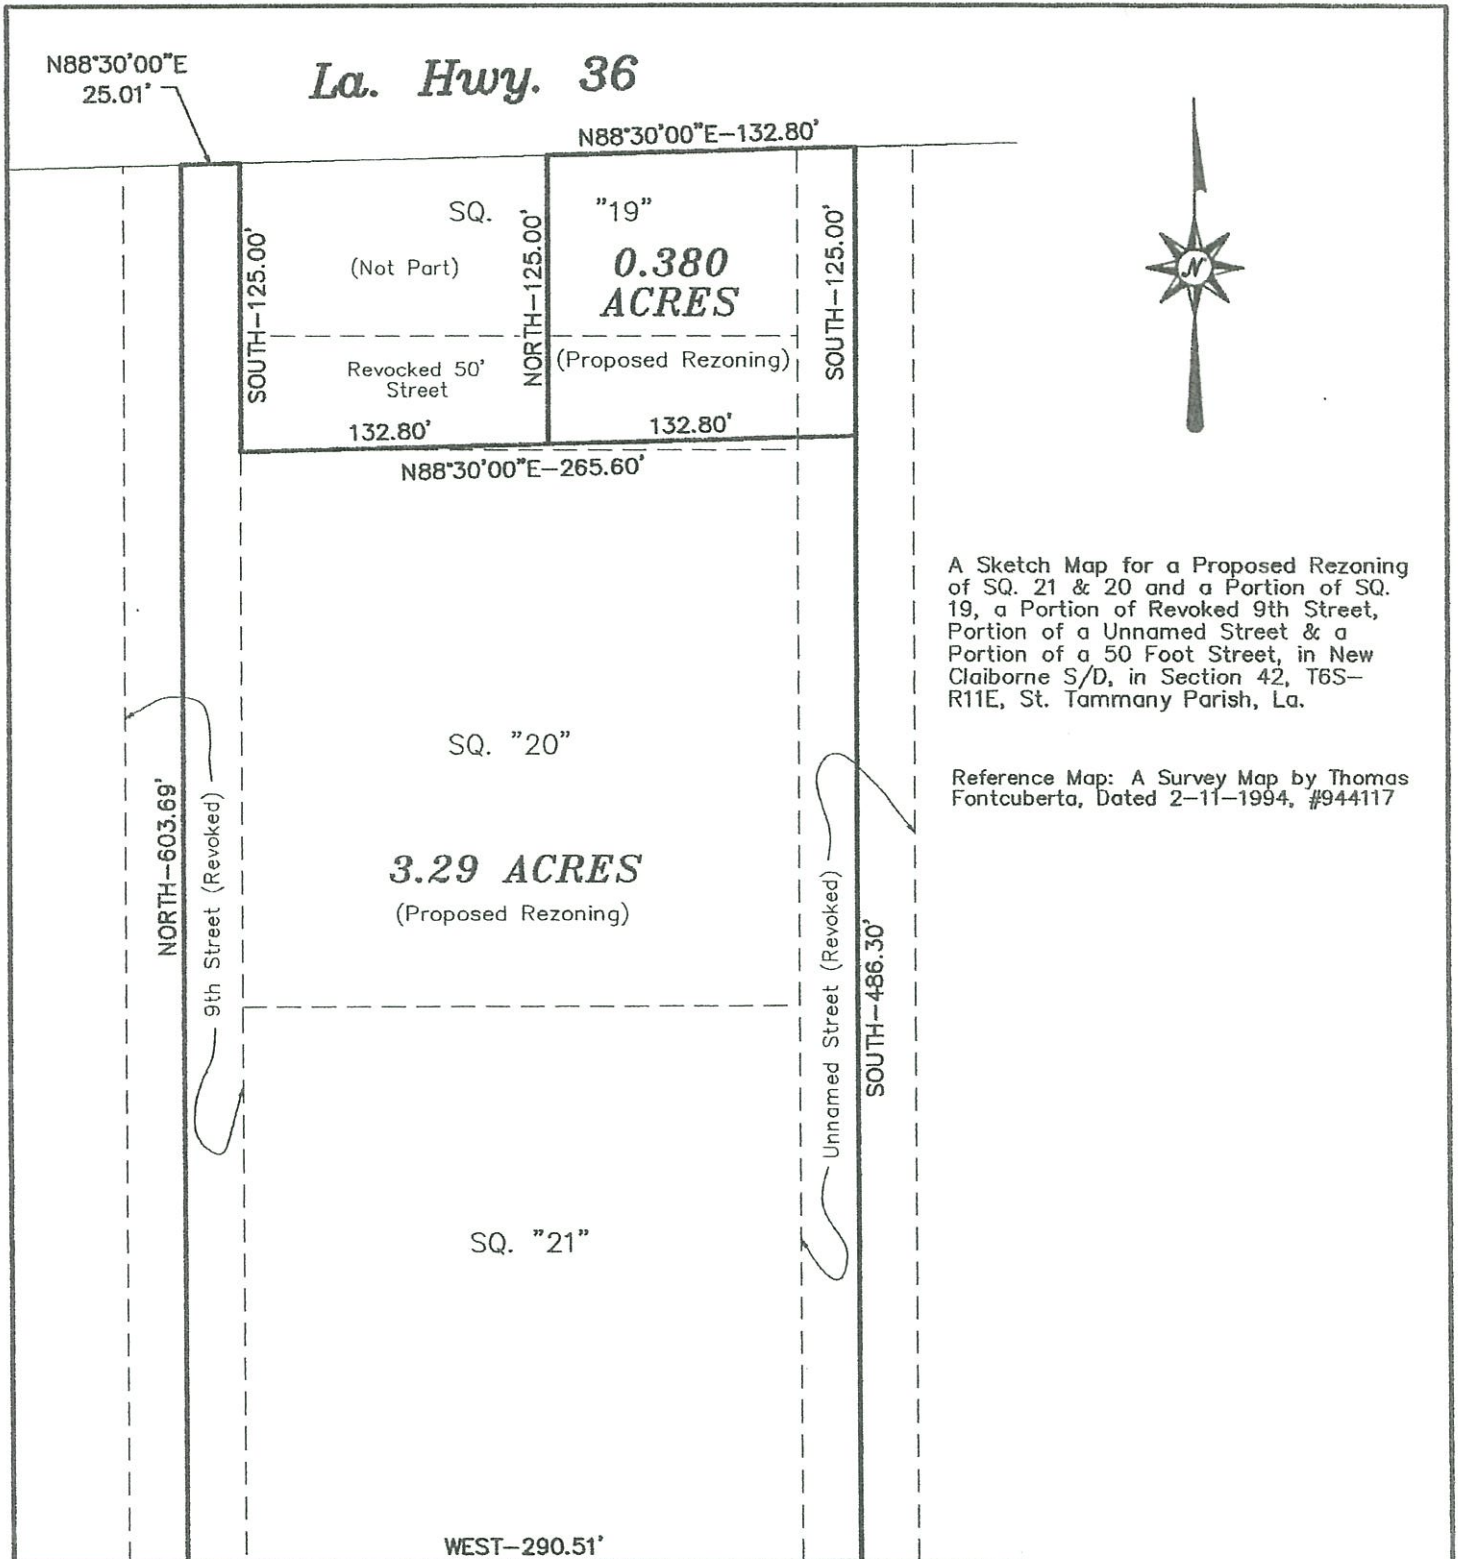 N88°30'00"E
25.01'
La. Hwy. 36
N88°30'00"E-132.80'
SQ. "19"
(Not Part)
0.380
ACRES
SOUTH-125.00'
NORTH-125.00'
SOUTH-125.00'
Revocked 50'
Street
(Proposed Rezoning)
132.80'
132.80'
N88°30'00"E-265.60'
N
A Sketch Map for a Proposed Rezoning
of SQ. 21 & 20 and a Portion of SQ.
19, a Portion of Revoked 9th Street,
Portion of a Unnamed Street & a
Portion of a 50 Foot Street, in New
Claiborne S/D, in Section 42, T6S-
R11E, St. Tammany Parish, La.
Reference Map: A Survey Map by Thomas
Fontcuberta, Dated 2-11-1994, #944117
SQ. "20"
3.29 ACRES
(Proposed Rezoning)
NORTH-603.69'
9th Street (Revoked)
Unnamed Street (Revoked)
SOUTH-486.30'
SQ. "21"
WEST-290.51'